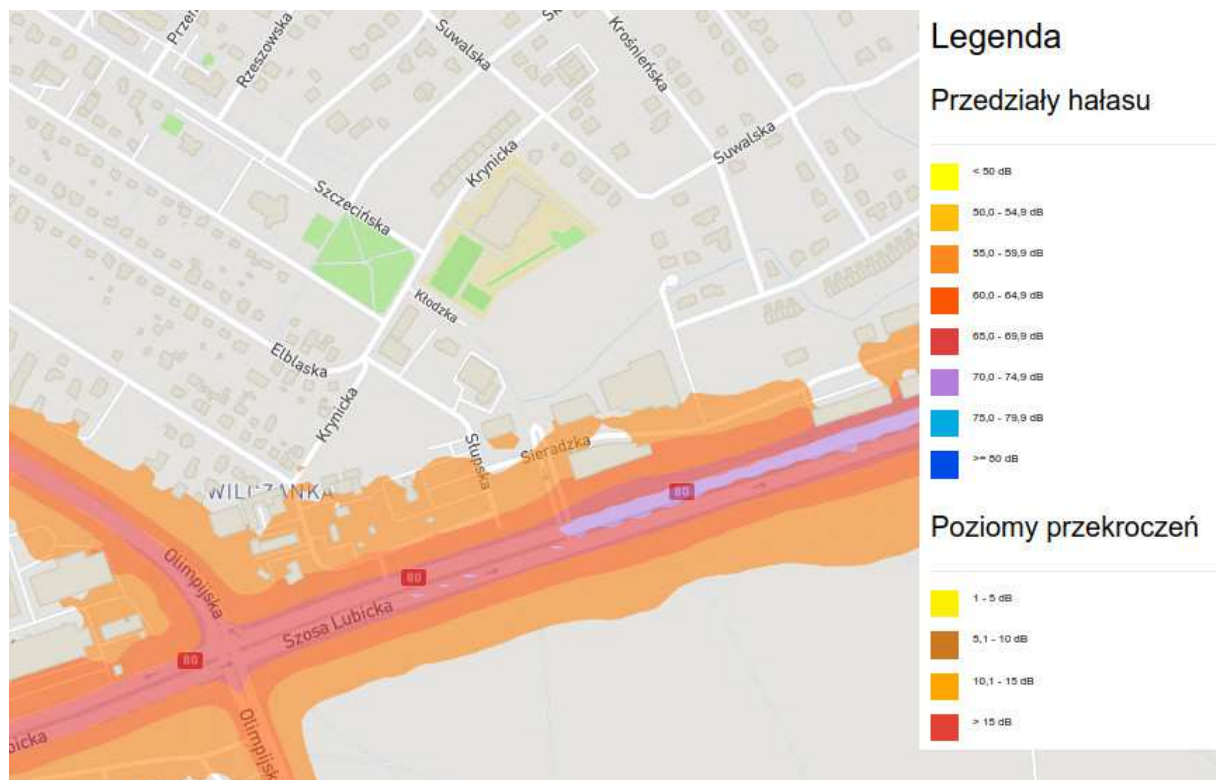 Przem
Rzeszowska
Suwalska
Krośnieńska
Suwalska
Krynicka
Szczecińska
Kłodzka
Elbląska
Krynicka
Słupska
Sieradzka
WILCZANKA
80
Olimpijska
80
Szosa Lubicka
80
Olimpijsk
bicka
Legenda
Przedziały hałasu
< 50 dB
50,0 - 54,9 dB
55,0 - 59,9 dB
60,0 - 64,9 dB
65,0 - 69,9 dB
70,0 - 74,9 dB
75,0 - 79,9 dB
>= 80 dB
Poziomy przekroczeń
1 - 5 dB
5,1 - 10 dB
10,1 - 15 dB
> 15 dB